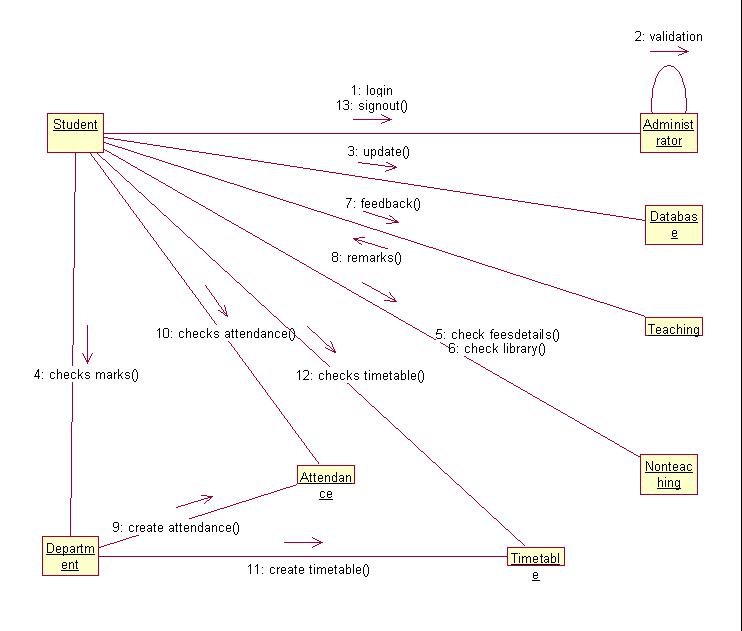 2: validation
1: login
13: signout()
Student
Administ
rator
3: update()
7: feedback()
Databas
e
8: remarks()
Teaching
10: checks attendance()
5: check feesdetails()
6: check library()
4: checks marks()
12: checks timetable()
Attendan
ce
Nonteac
hing
9: create attendance()
Departm
ent
11: create timetable()
Timetabl
e